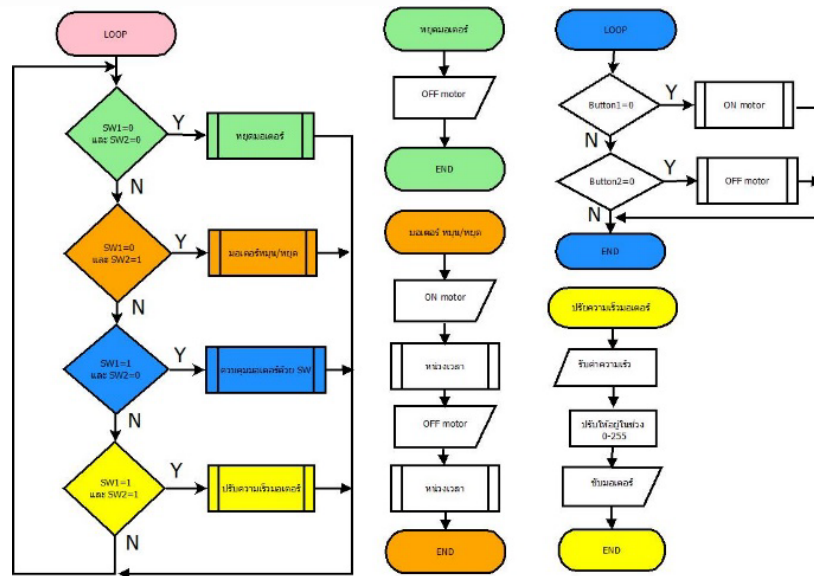 LOOP
SW1=0
และ SW2=0
Y
หยุดมอเตอร์
N
SW1=0
และ SW2=1
Y
มอเตอร์หมุน/หยุด
N
SW1=1
และ SW2=0
Y
ควบคุมมอเตอร์ด้วย SW
N
SW1=1
และ SW2=1
Y
ปรับความเร็วมอเตอร์
N
หยุดมอเตอร์
OFF motor
END
มอเตอร์ หมุน/หยุด
ON motor
หน่วงเวลา
OFF motor
หน่วงเวลา
END
LOOP
Button1=0
Y
ON motor
N
Button2=0
Y
OFF motor
N
END
ปรับความเร็วมอเตอร์
รับค่าความเร็ว
ปรับให้อยู่ในช่วง
0-255
ขับมอเตอร์
END